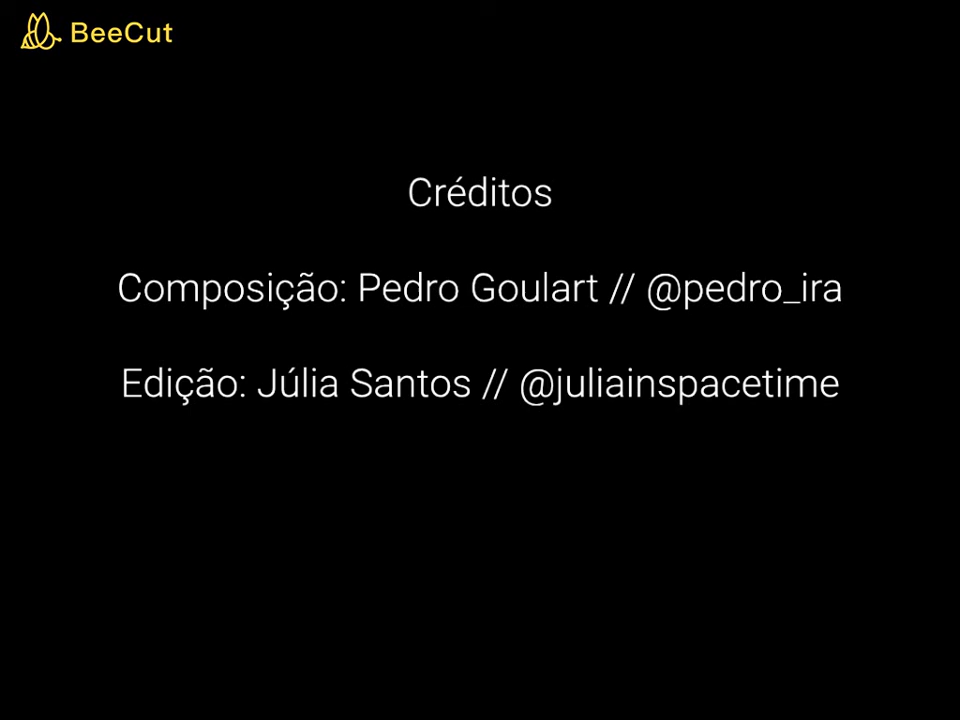 BeeCut
Créditos
Composição: Pedro Goulart // @pedro_ira
Edição: Júlia Santos // @juliainspacetime